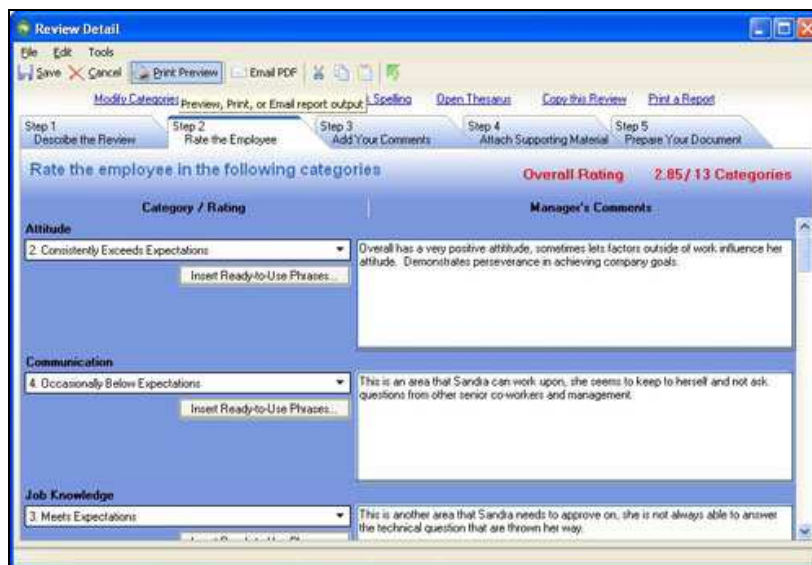 Review Detail
File Edit Tools
Save Cancel Print Preview Email PDF
Modify Categories Spelling Open Thesaurus Copy this Review Print a Report
Preview, Print, or Email report output
Step 1 Step 2 Step 3 Step 4 Step 5
Describe the Review Rate the Employee Add Your Comments Attach Supporting Material Prepare Your Document
Rate the employee in the following categories Overall Rating 2.85 / 13 Categories
Category / Rating Manager's Comments
Attitude
2. Consistently Exceeds Expectations
Insert Ready-to-Use Phrases...
Overall has a very positive attitude, sometimes lets factors outside of work influence her
attitude. Demonstrates perseverance in achieving company goals.
Communication
4. Occasionally Below Expectations
Insert Ready-to-Use Phrases...
This is an area that Sandra can work upon, she seems to keep to herself and not ask
questions from other senior co-workers and management.
Job Knowledge
3. Meets Expectations
This is another area that Sandra needs to approve on, she is not always able to answer
the technical question that are thrown her way.